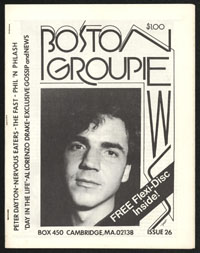 $1.00
BOSTON
GROUPIE
NEWS
PETER DAYTON-NERVOUS EATERS-THE FAST-PHIL 'N PHLASH
'DAY IN THE LIFE'-AL LORENZO DRAKE-EXCLUSIVE GOSSIP and NEWS
FREE Flexi-Disc
Inside!
BOX 450 CAMBRIDGE, MA. 02138
ISSUE 26